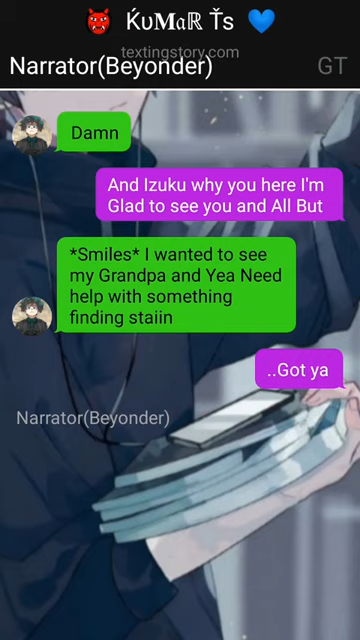 👹 ḰυMaℝ Ťs 💙
textingstory.com
Narrator(Beyonder)
GT
Damn
And Izuku why you here I'm
Glad to see you and All But
*Smiles* I wanted to see
my Grandpa and Yea Need
help with something
finding staiin
..Got ya
Narrator(Beyonder)